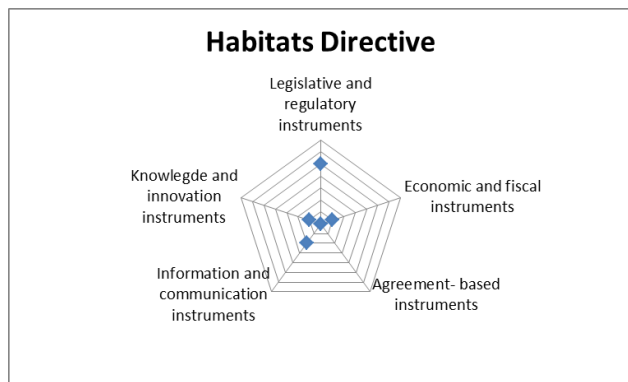 Habitats Directive
Legislative and
regulatory
instruments
Economic and fiscal
instruments
Agreement- based
instruments
Information and
communication
instruments
Knowlegde and
innovation
instruments